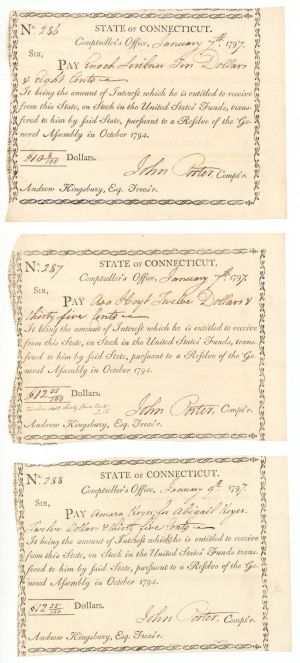 No. 286 STATE OF CONNECTICUT.
Comptroller's Office, January 7th. 1797.
SIR,
PAY Enoch Scribner Ten Dollars
& eight Cents
It being the amount of Interest which he is entitled to receive
from this State, on Stock in the United States' Funds, trans-
ferred to him by said State, pursuant to a Resolve of the Ge-
neral Assembly in October 1794.
$10 8/100 Dollars.
John Porter, Compt'r.
Andrew Kingsbury, Esq. Treas'r.
No. 287 STATE OF CONNECTICUT.
Comptroller's Office, January 7th. 1797.
SIR,
PAY Asa Hoyt Twelve Dollars &
thirty five Cents
It being the amount of Interest which he is entitled to receive
from this State, on Stock in the United States' Funds, trans-
ferred to him by said State, pursuant to a Resolve of the Ge-
neral Assembly in October 1794.
$12 35/100 Dollars.
John Porter, Compt'r.
Andrew Kingsbury, Esq. Treas'r.
No. 288 STATE OF CONNECTICUT.
Comptroller's Office, January 9th. 1797.
SIR,
PAY Amasa Keyes for Abigail Keyes
Twelve Dollars & thirty five Cents
It being the amount of Interest which he is entitled to receive
from this State, on Stock in the United States' Funds trans-
ferred to him by said State, pursuant to a Resolve of the Ge-
neral Assembly in October 1794.
$12 35/100 Dollars.
John Porter, Compt'r.
Andrew Kingsbury, Esq. Treas'r.